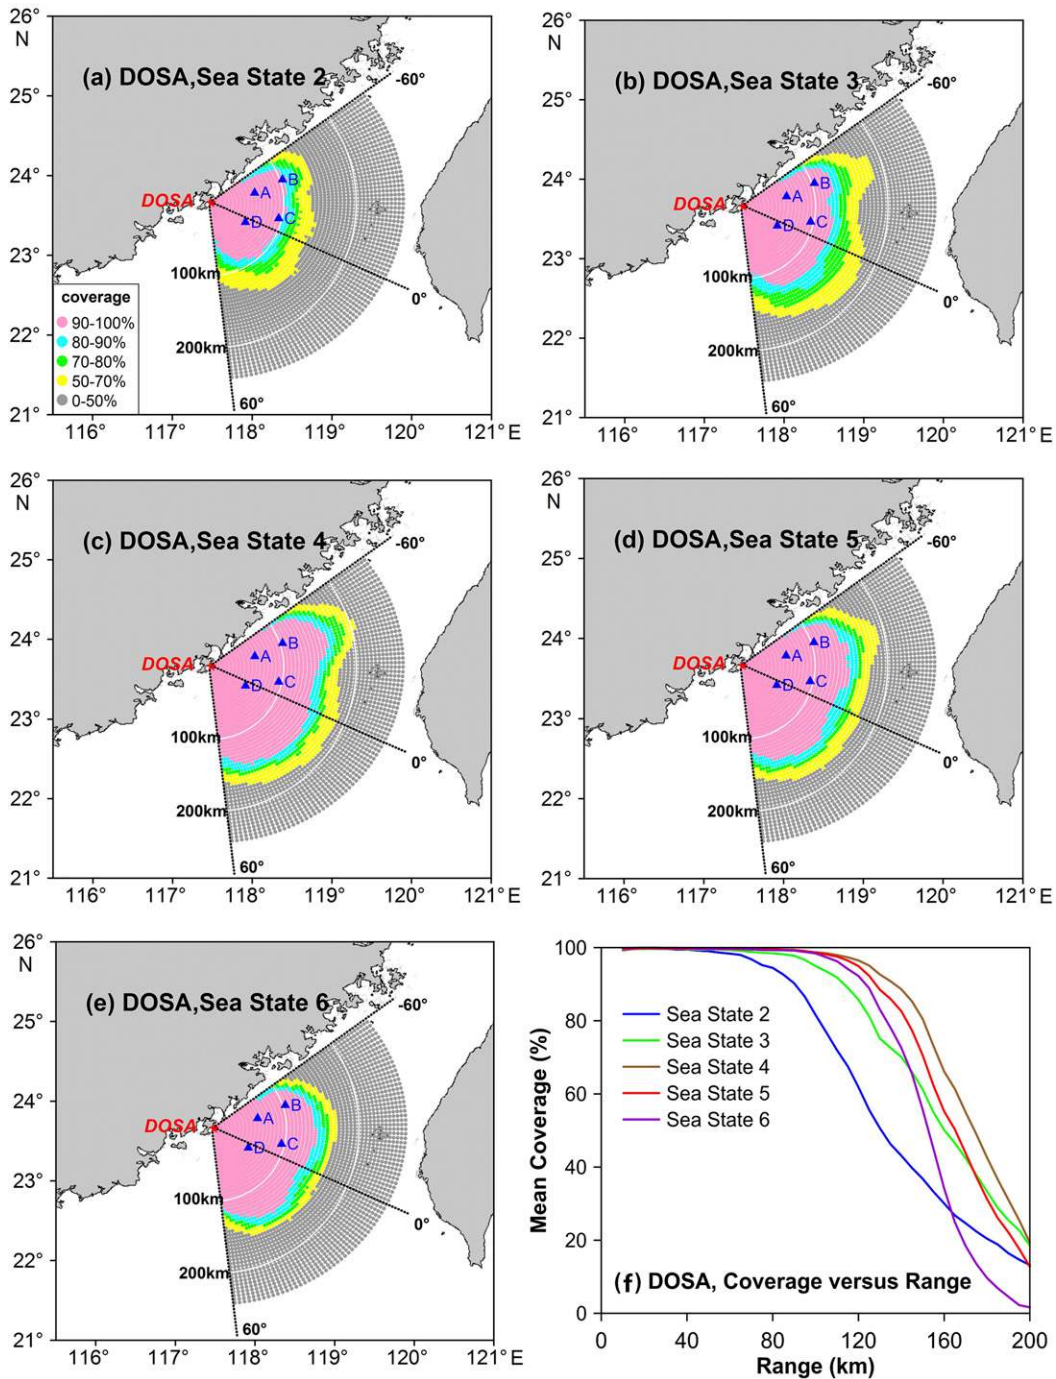 26°
N
25°
24°
23°
22°
21°
(a) DOSA,Sea State 2
-60°
DOSA
A
B
C
D
100km
200km
0°
60°
coverage
90-100%
80-90%
70-80%
50-70%
0-50%
116° 117° 118° 119° 120° 121° E
26°
N
25°
24°
23°
22°
21°
(b) DOSA,Sea State 3
-60°
DOSA
A
B
C
D
100km
200km
0°
60°
116° 117° 118° 119° 120° 121° E
26°
N
25°
24°
23°
22°
21°
(c) DOSA,Sea State 4
-60°
DOSA
A
B
C
D
100km
200km
0°
60°
116° 117° 118° 119° 120° 121° E
26°
N
25°
24°
23°
22°
21°
(d) DOSA,Sea State 5
-60°
DOSA
A
B
C
D
100km
200km
0°
60°
116° 117° 118° 119° 120° 121° E
26°
N
25°
24°
23°
22°
21°
(e) DOSA,Sea State 6
-60°
DOSA
A
B
C
D
100km
200km
0°
60°
116° 117° 118° 119° 120° 121° E
100
80
60
40
20
0
Mean Coverage (%)
Sea State 2
Sea State 3
Sea State 4
Sea State 5
Sea State 6
(f) DOSA, Coverage versus Range
0 40 80 120 160 200
Range (km)